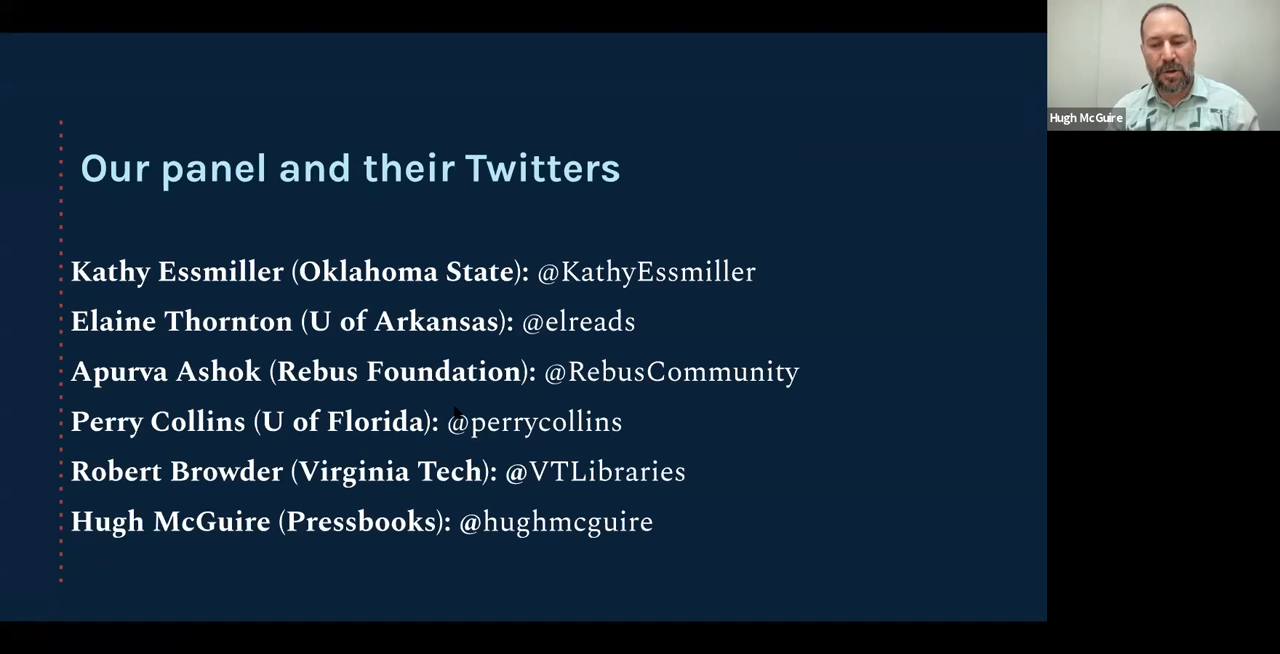 Our panel and their Twitters
Kathy Essmiller (Oklahoma State): @KathyEssmiller
Elaine Thornton (U of Arkansas): @elreads
Apurva Ashok (Rebus Foundation): @RebusCommunity
Perry Collins (U of Florida): @perrycollins
Robert Browder (Virginia Tech): @VTLibraries
Hugh McGuire (Pressbooks): @hughmcguire
Hugh McGuire